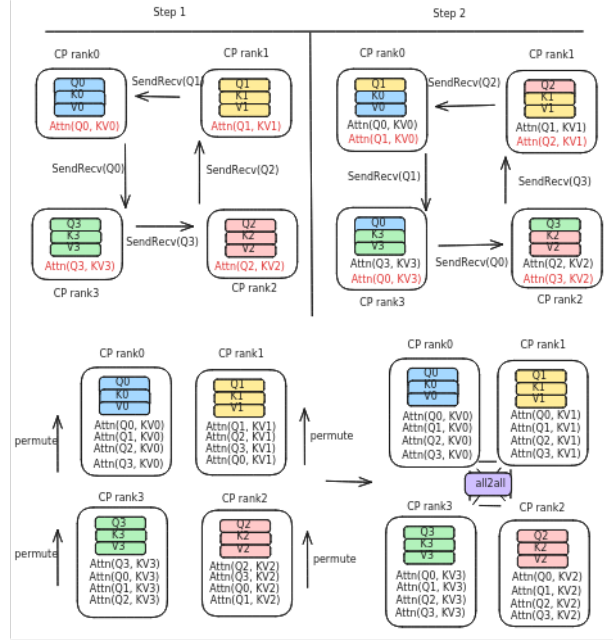 Step 1
Step 2
CP rank0
CP rank1
Q0
K0
V0
Attn(Q0, KV0)
SendRecv(Q1)
Q1
K1
V1
Attn(Q1, KV1)
SendRecv(Q0)
SendRecv(Q2)
Q3
K3
V3
Attn(Q3, KV3)
SendRecv(Q3)
Q2
K2
V2
Attn(Q2, KV2)
CP rank3
CP rank2
CP rank0
CP rank1
Q1
K0
V0
Attn(Q0, KV0)
Attn(Q1, KV0)
SendRecv(Q2)
Q2
K1
V1
Attn(Q1, KV1)
Attn(Q2, KV1)
SendRecv(Q1)
SendRecv(Q3)
Q0
K3
V3
Attn(Q3, KV3)
Attn(Q0, KV3)
SendRecv(Q0)
Q3
K2
V2
Attn(Q2, KV2)
Attn(Q3, KV2)
CP rank3
CP rank2
CP rank0
CP rank1
permute
Q0
K0
V0
Attn(Q0, KV0)
Attn(Q1, KV0)
Attn(Q2, KV0)
Attn(Q3, KV0)
Q1
K1
V1
Attn(Q1, KV1)
Attn(Q2, KV1)
Attn(Q3, KV1)
Attn(Q0, KV1)
permute
CP rank3
CP rank2
permute
Q3
K3
V3
Attn(Q3, KV3)
Attn(Q0, KV3)
Attn(Q1, KV3)
Attn(Q2, KV3)
Q2
K2
V2
Attn(Q2, KV2)
Attn(Q3, KV2)
Attn(Q0, KV2)
Attn(Q1, KV2)
permute
CP rank0
CP rank1
Q0
K0
V0
Attn(Q0, KV0)
Attn(Q1, KV0)
Attn(Q2, KV0)
Attn(Q3, KV0)
Q1
K1
V1
Attn(Q0, KV1)
Attn(Q1, KV1)
Attn(Q2, KV1)
Attn(Q3, KV1)
all2all
CP rank3
CP rank2
Q3
K3
V3
Attn(Q0, KV3)
Attn(Q1, KV3)
Attn(Q2, KV3)
Attn(Q3, KV3)
Q2
K2
V2
Attn(Q0, KV2)
Attn(Q1, KV2)
Attn(Q2, KV2)
Attn(Q3, KV2)